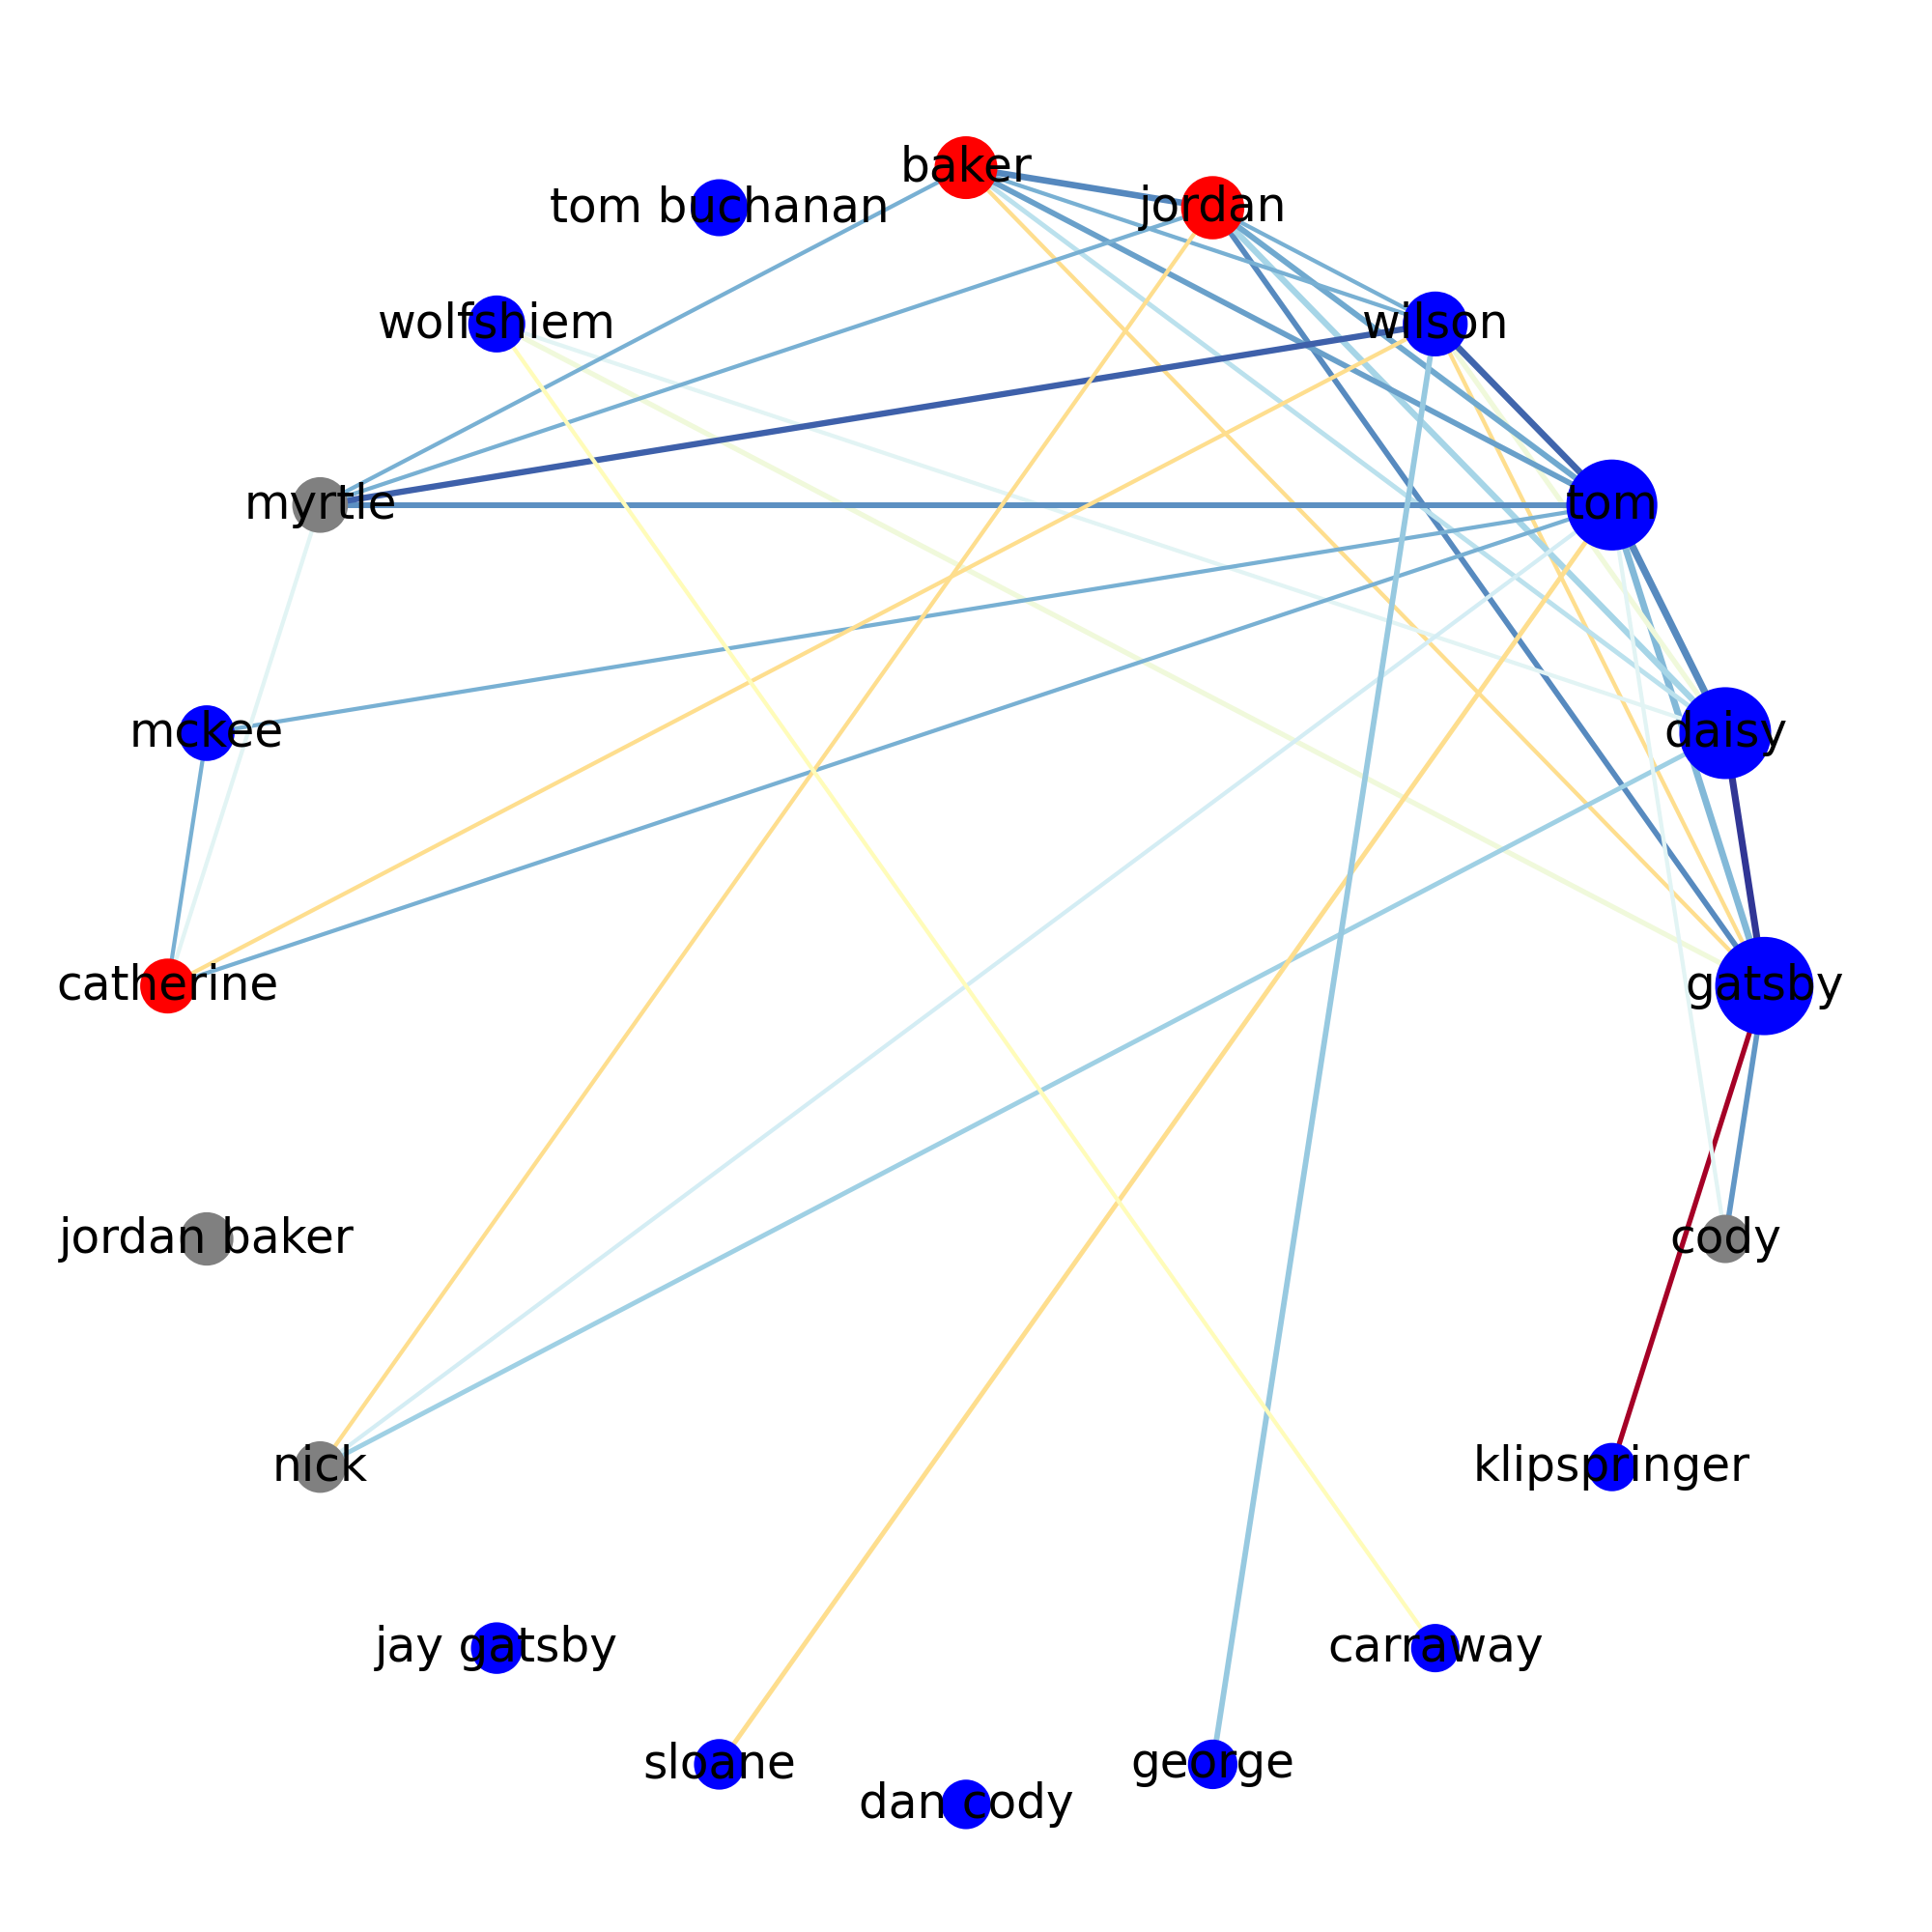 baker
jordan
tom buchanan
wolfshiem
wilson
myrtle
tom
mckee
daisy
catherine
gatsby
jordan baker
cody
nick
klipspringer
jay gatsby
carraway
sloane
george
dan cody